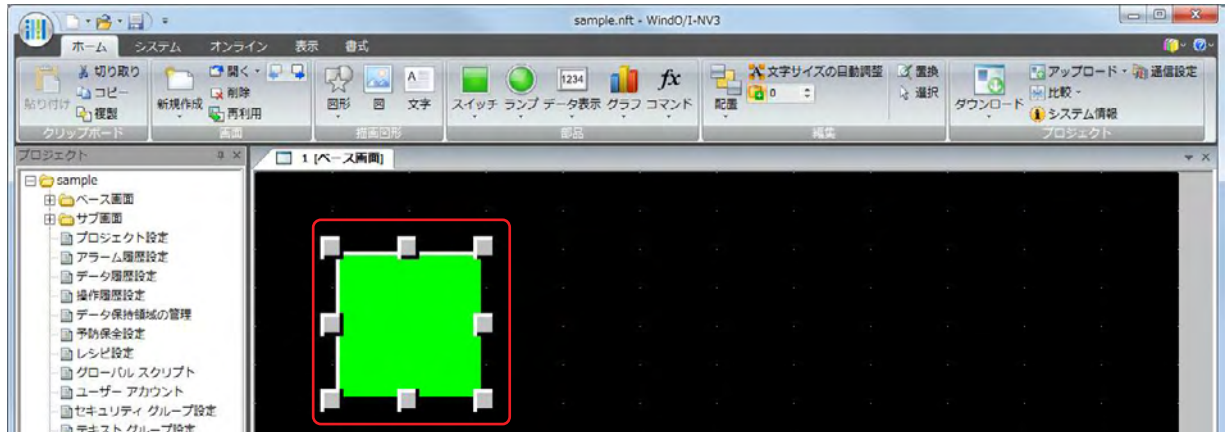 sample.nft - WindO/I-NV3
ホーム システム オンライン 表示 書式
切り取り
コピー
貼り付け
複製
クリップボード
新規作成
開く
削除
再利用
画面
図形 図 文字
描画図形
スイッチ ランプ データ表示 グラフ コマンド
1234
fx
A
部品
配置
文字サイズの自動調整
0
置換
選択
編集
ダウンロード
アップロード 通信設定
比較
システム情報
プロジェクト
プロジェクト
1 [ベース画面]
sample
ベース画面
サブ画面
プロジェクト設定
アラーム履歴設定
データ履歴設定
操作履歴設定
データ保持領域の管理
予防保全設定
レシピ設定
グローバル スクリプト
ユーザー アカウント
セキュリティ グループ設定
テキスト グループ設定